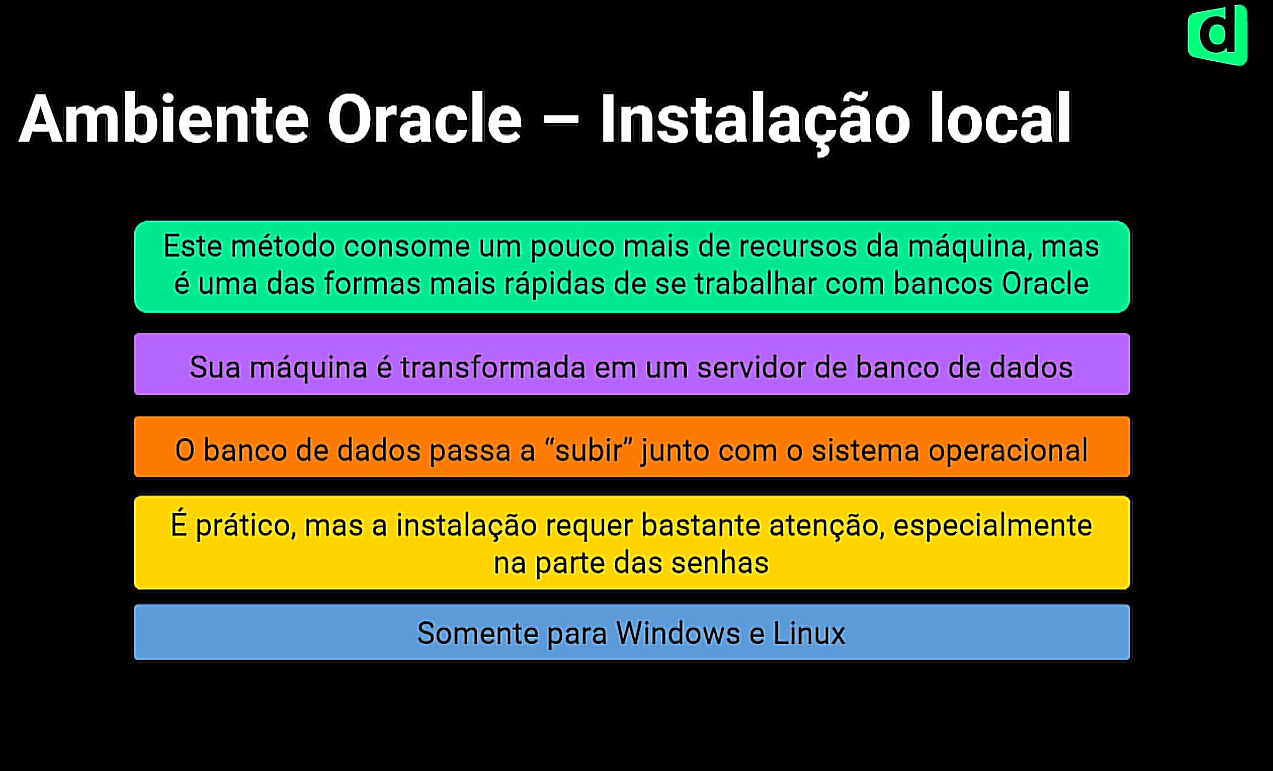 d
Ambiente Oracle – Instalação local
Este método consome um pouco mais de recursos da máquina, mas
é uma das formas mais rápidas de se trabalhar com bancos Oracle
Sua máquina é transformada em um servidor de banco de dados
O banco de dados passa a “subir” junto com o sistema operacional
É prático, mas a instalação requer bastante atenção, especialmente
na parte das senhas
Somente para Windows e Linux